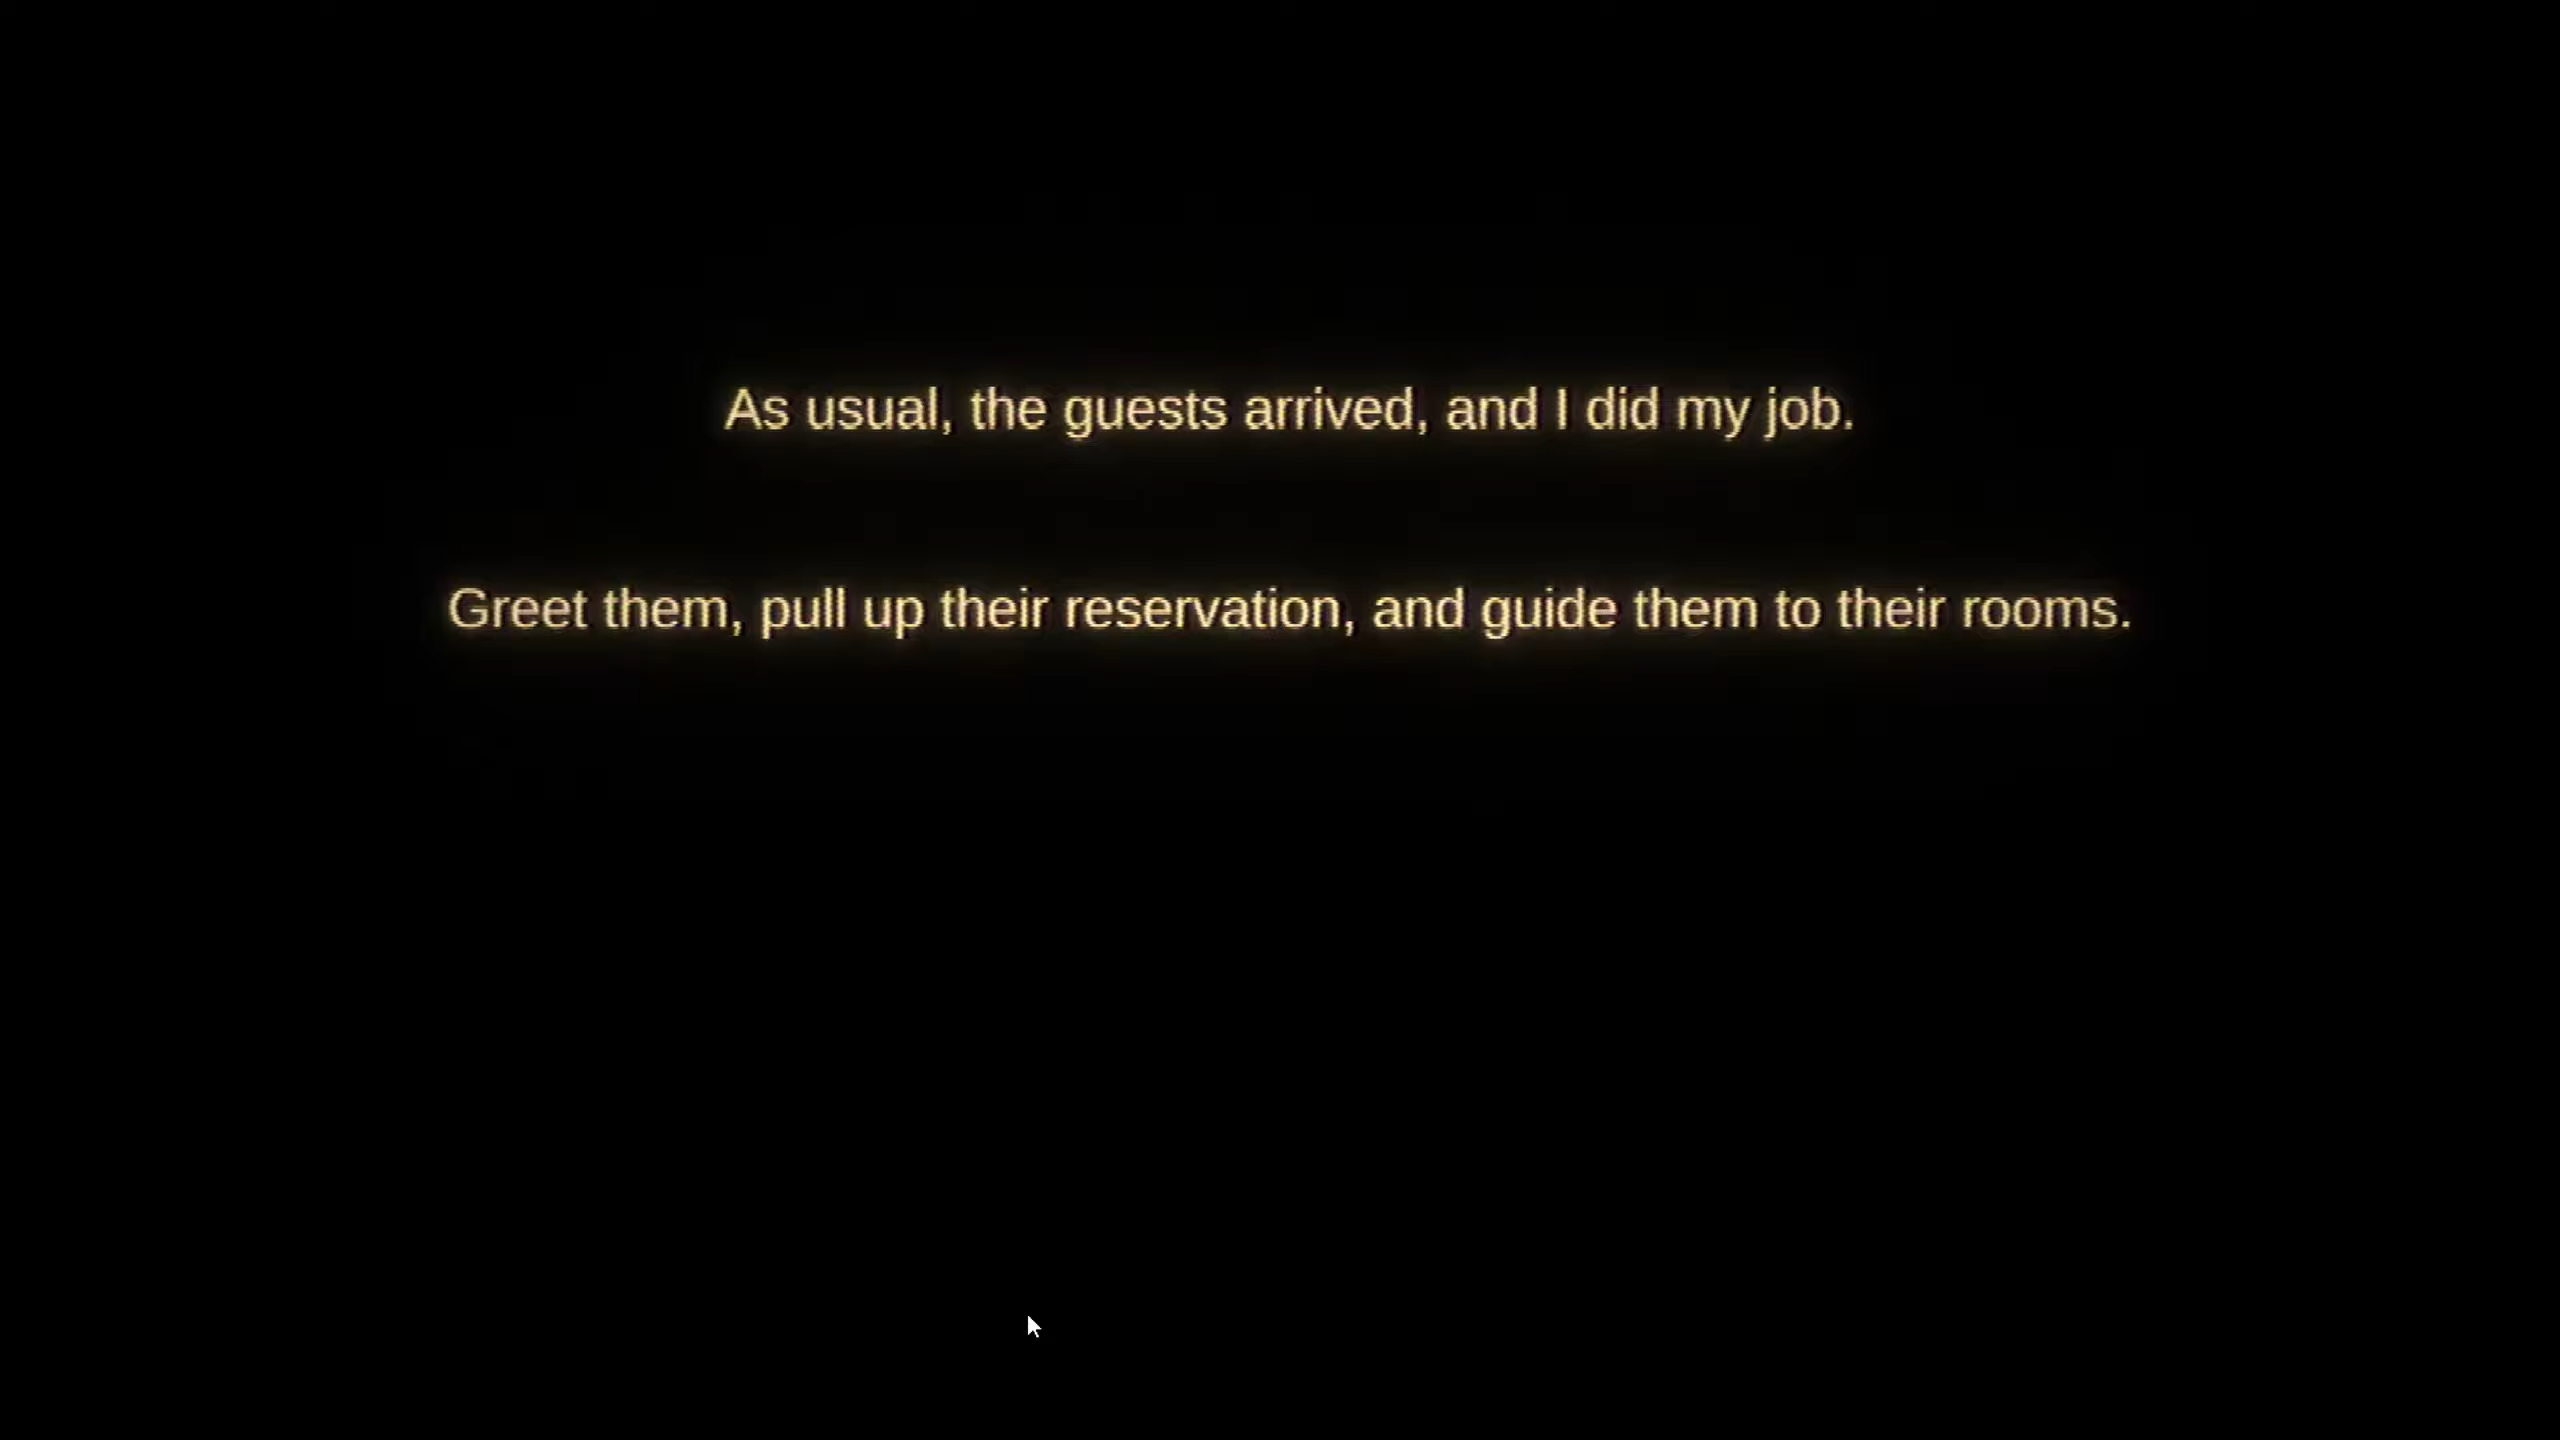 As usual, the guests arrived, and I did my job.
Greet them, pull up their reservation, and guide them to their rooms.